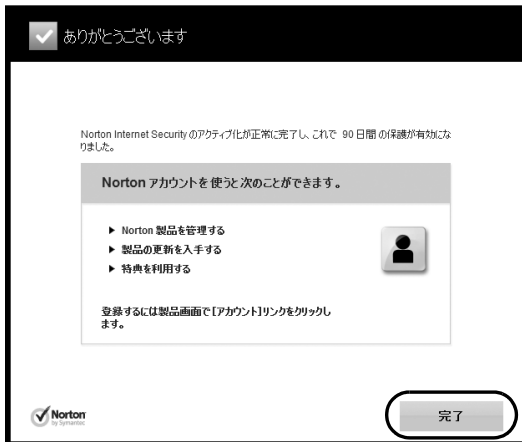 ありがとうございます
Norton Internet Security のアクティブ化が正常に完了し、これで 90 日間 の保護が有効にな
りました。
Norton アカウントを使うと次のことができます。
▶ Norton 製品を管理する
▶ 製品の更新を入手する
▶ 特典を利用する
登録するには製品画面で[アカウント]リンクをクリックし
ます。
Norton
by Symantec
完了